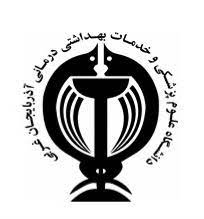 دانشگاه علوم پزشکی و خدمات بهداشتی درمانی آذربایجان غربی